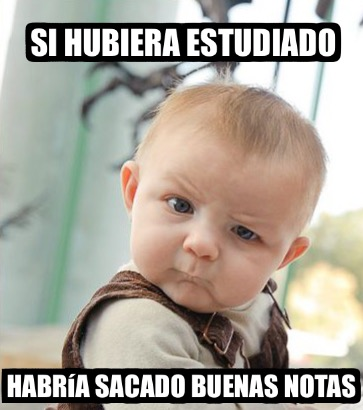 SI HUBIERA ESTUDIADO
HABRíA SACADO BUENAS NOTAS